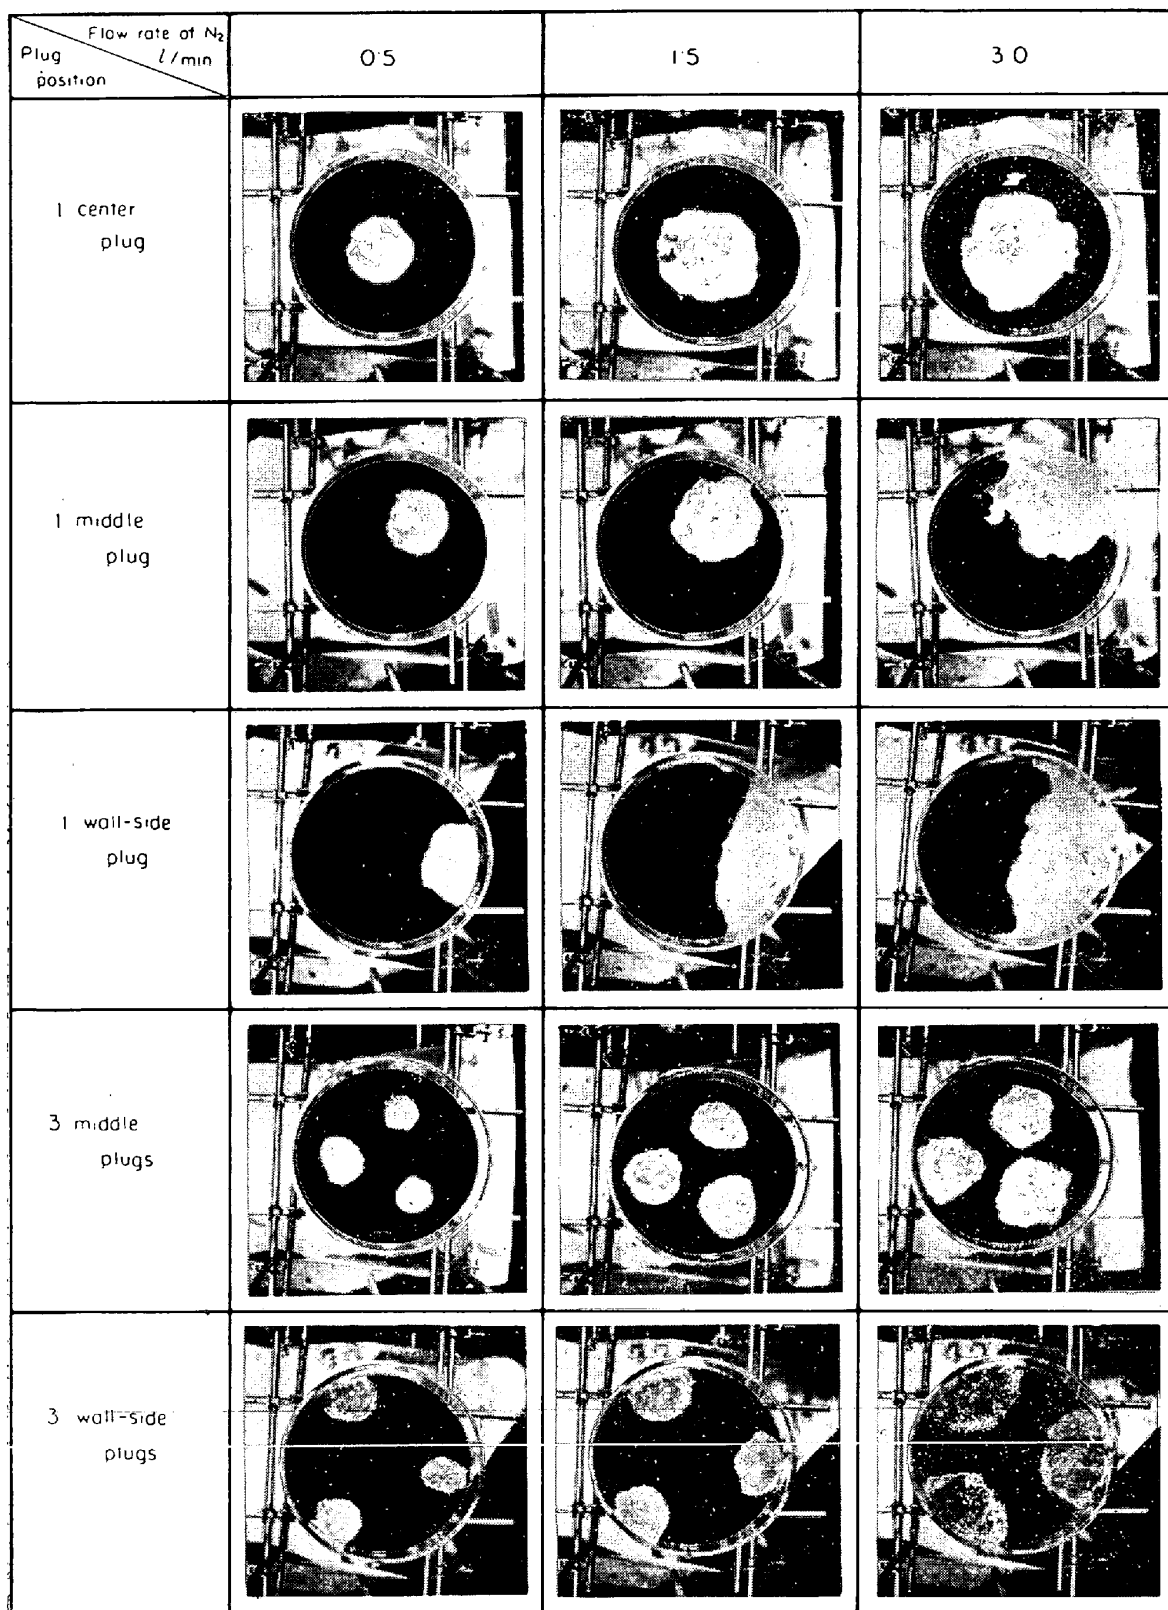 Flow rate of N₂
l/min
Plug
position
0·5
1·5
3·0
1 center
plug
1 middle
plug
1 wall-side
plug
3 middle
plugs
3 wall-side
plugs